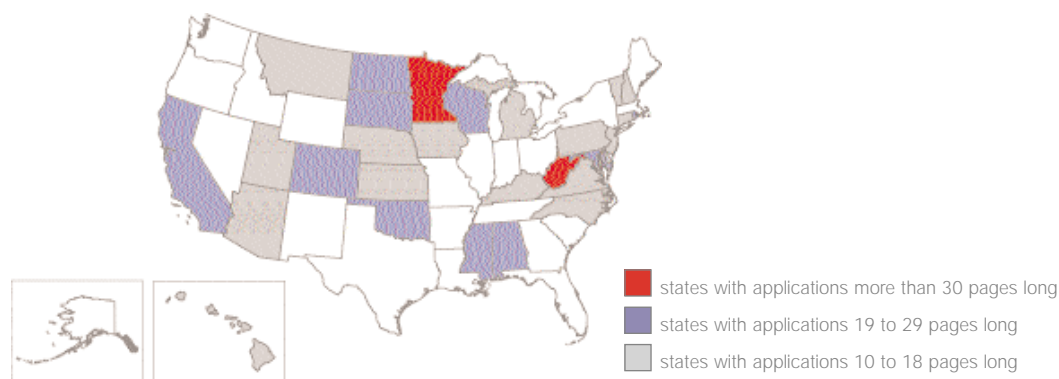 states with applications more than 30 pages long
states with applications 19 to 29 pages long
states with applications 10 to 18 pages long